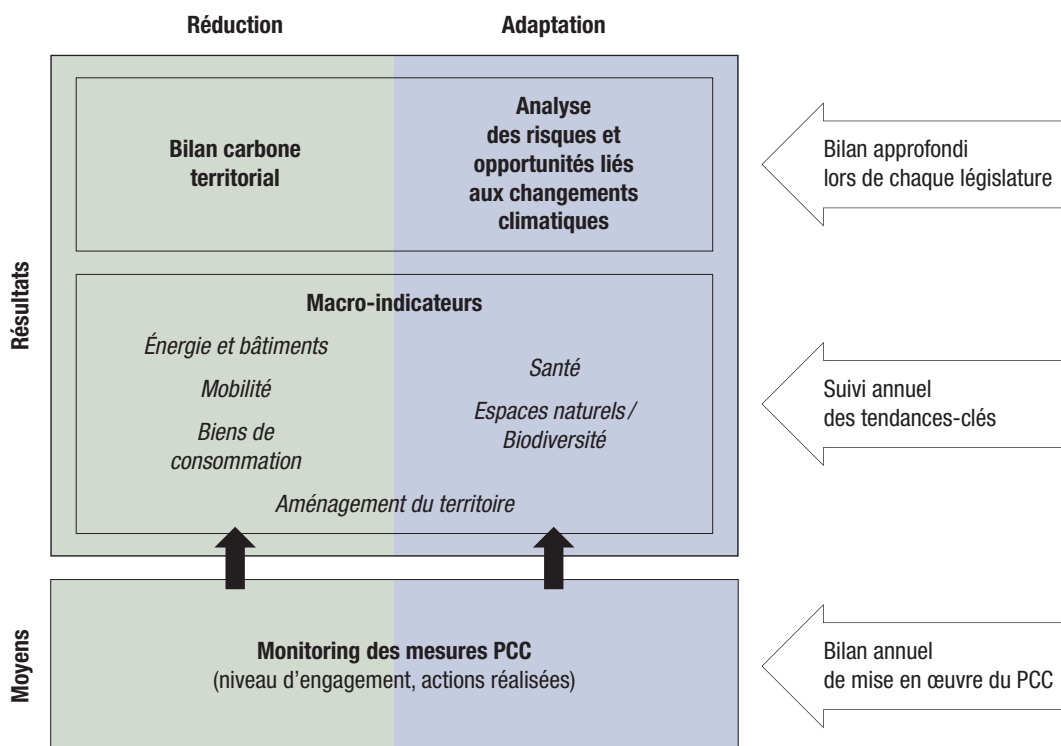 Réduction
Adaptation
Résultats
Bilan carbone
territorial
Analyse
des risques et
opportunités liés
aux changements
climatiques
Bilan approfondi
lors de chaque législature
Macro-indicateurs
Énergie et bâtiments
Mobilité
Biens de
consommation
Santé
Espaces naturels /
Biodiversité
Aménagement du territoire
Suivi annuel
des tendances-clés
Moyens
Monitoring des mesures PCC
(niveau d’engagement, actions réalisées)
Bilan annuel
de mise en œuvre du PCC